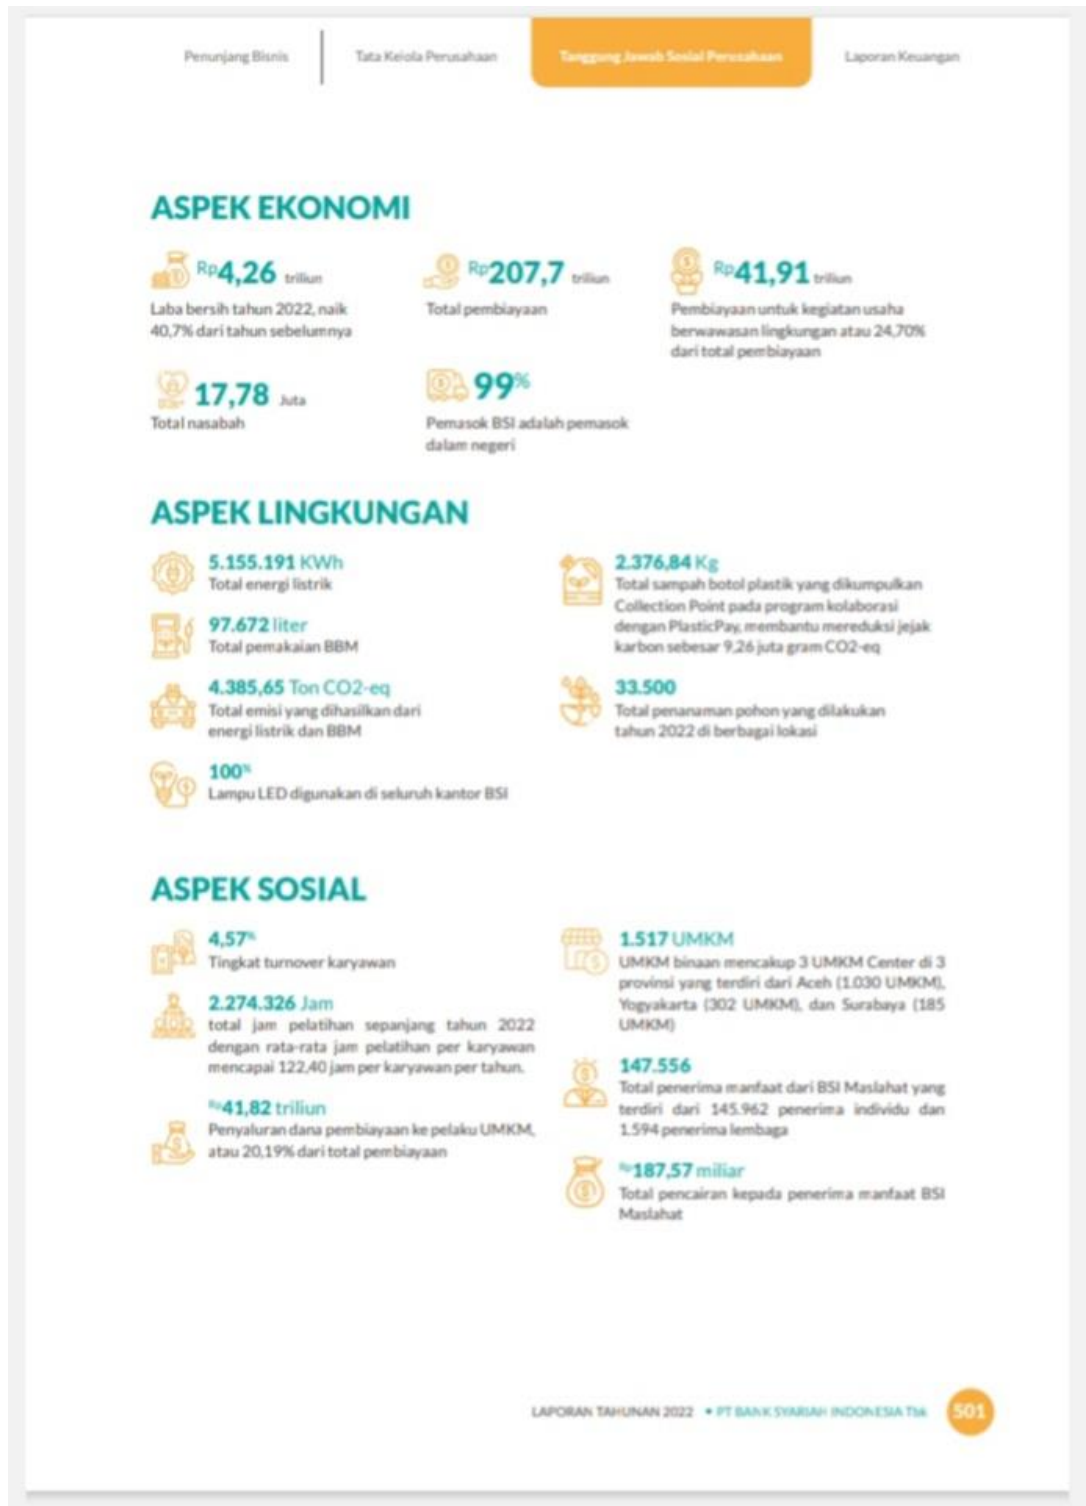 Penunjang Bisnis
Tata Kelola Perusahaan
Tanggung Jawab Sosial Perusahaan
Laporan Keuangan
ASPEK EKONOMI
Rp4,26 triliun
Laba bersih tahun 2022, naik
40,7% dari tahun sebelumnya
Rp207,7 triliun
Total pembiayaan
Rp41,91 triliun
Pembiayaan untuk kegiatan usaha
berwawasan lingkungan atau 24,70%
dari total pembiayaan
17,78 Juta
Total nasabah
99%
Pemasok BSI adalah pemasok
dalam negeri
ASPEK LINGKUNGAN
5.155.191 KWh
Total energi listrik
97.672 liter
Total pemakaian BBM
4.385,65 Ton CO2-eq
Total emisi yang dihasilkan dari
energi listrik dan BBM
100%
Lampu LED digunakan di seluruh kantor BSI
2.376,84 Kg
Total sampah botol plastik yang dikumpulkan
Collection Point pada program kolaborasi
dengan PlasticPay, membantu mereduksi jejak
karbon sebesar 9,26 juta gram CO2-eq
33.500
Total penanaman pohon yang dilakukan
tahun 2022 di berbagai lokasi
ASPEK SOSIAL
4,57%
Tingkat turnover karyawan
2.274.326 Jam
total jam pelatihan sepanjang tahun 2022
dengan rata-rata jam pelatihan per karyawan
mencapai 122,40 jam per karyawan per tahun.
Rp41,82 triliun
Penyaluran dana pembiayaan ke pelaku UMKM,
atau 20,19% dari total pembiayaan
1.517 UMKM
UMKM binaan mencakup 3 UMKM Center di 3
provinsi yang terdiri dari Aceh (1.030 UMKM),
Yogyakarta (302 UMKM), dan Surabaya (185
UMKM)
147.556
Total penerima manfaat dari BSI Maslahat yang
terdiri dari 145.962 penerima individu dan
1.594 penerima lembaga
Rp187,57 miliar
Total pencairan kepada penerima manfaat BSI
Maslahat
LAPORAN TAHUNAN 2022 • PT BANK SYARIAH INDONESIA Tbk 501